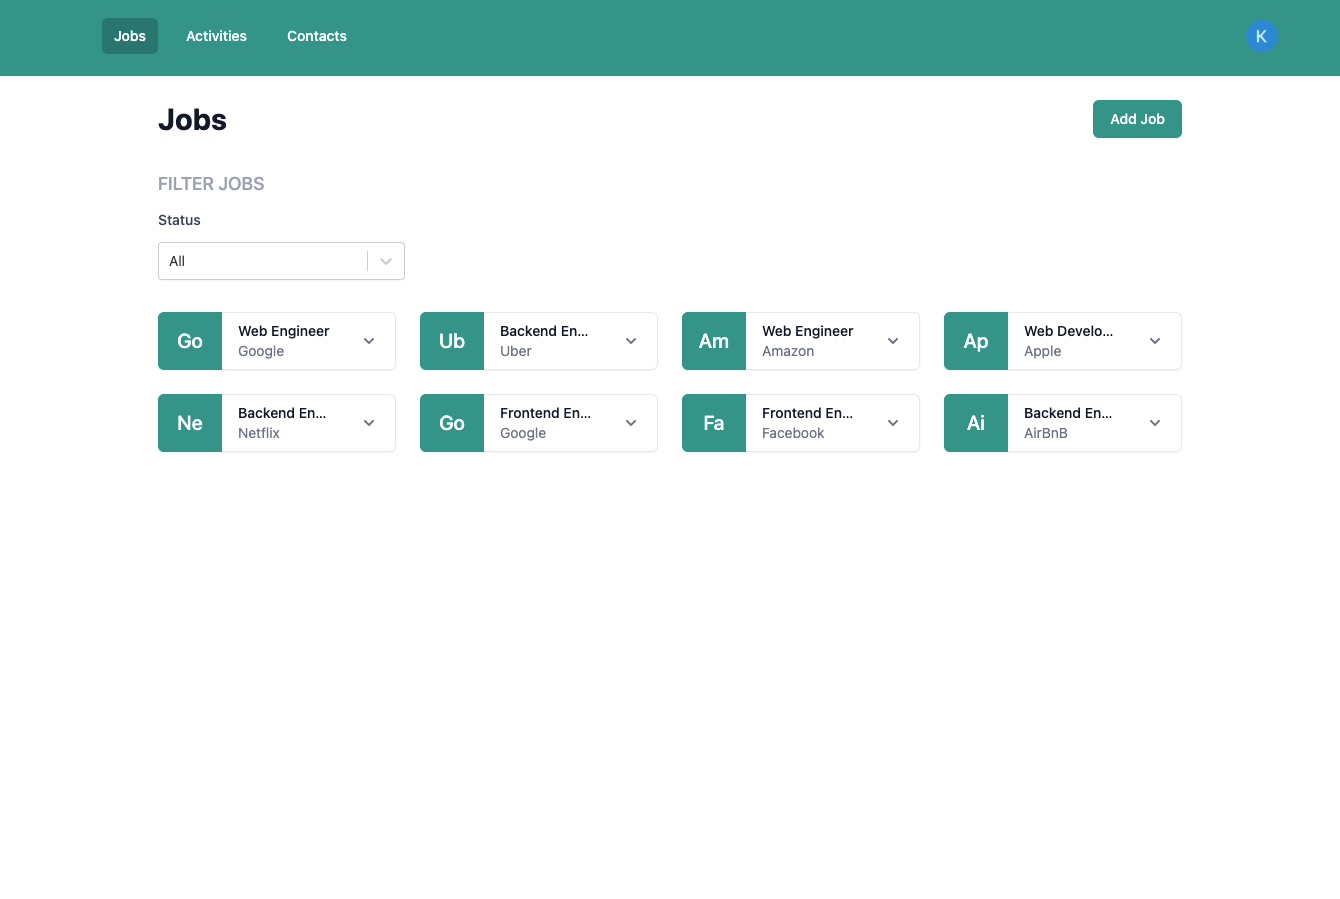 Jobs
Activities
Contacts
K
Jobs
Add Job
FILTER JOBS
Status
All
Go
Web Engineer
Google
Ub
Backend En...
Uber
Am
Web Engineer
Amazon
Ap
Web Develo...
Apple
Ne
Backend En...
Netflix
Go
Frontend En...
Google
Fa
Frontend En...
Facebook
Ai
Backend En...
AirBnB